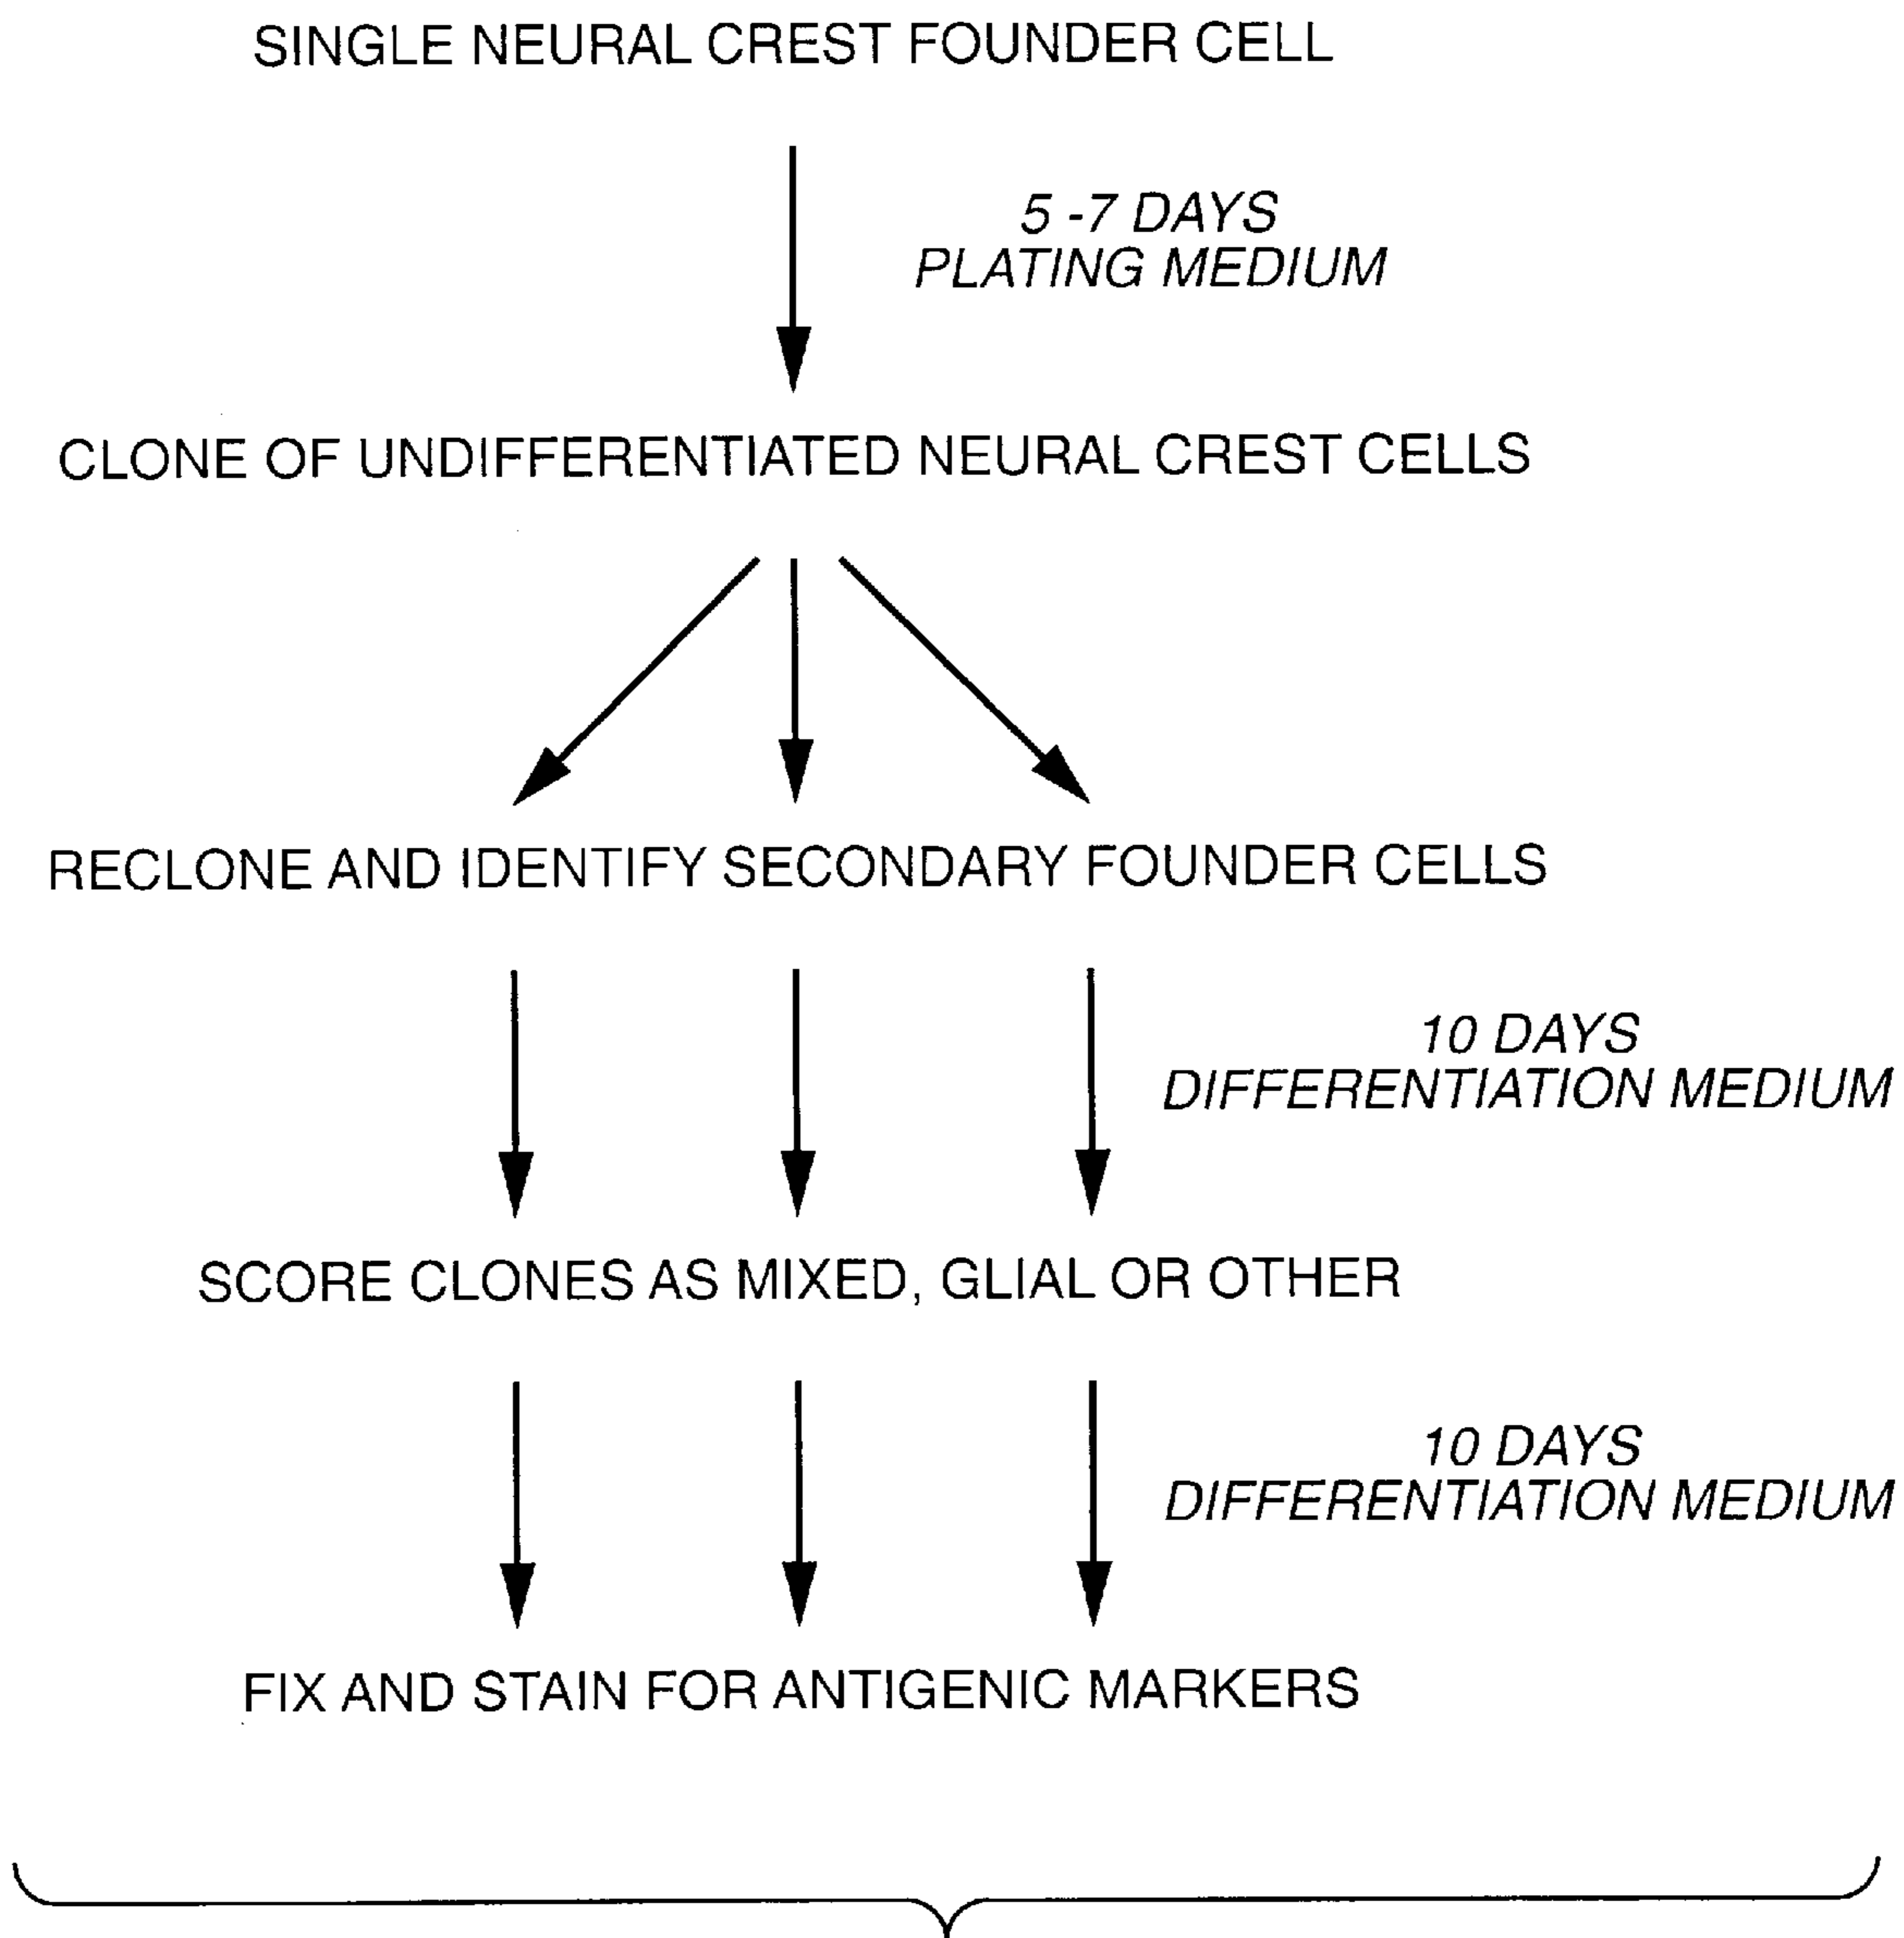 SINGLE NEURAL CREST FOUNDER CELL
5 -7 DAYS
PLATING MEDIUM
CLONE OF UNDIFFERENTIATED NEURAL CREST CELLS
RECLONE AND IDENTIFY SECONDARY FOUNDER CELLS
10 DAYS
DIFFERENTIATION MEDIUM
SCORE CLONES AS MIXED, GLIAL OR OTHER
10 DAYS
DIFFERENTIATION MEDIUM
FIX AND STAIN FOR ANTIGENIC MARKERS